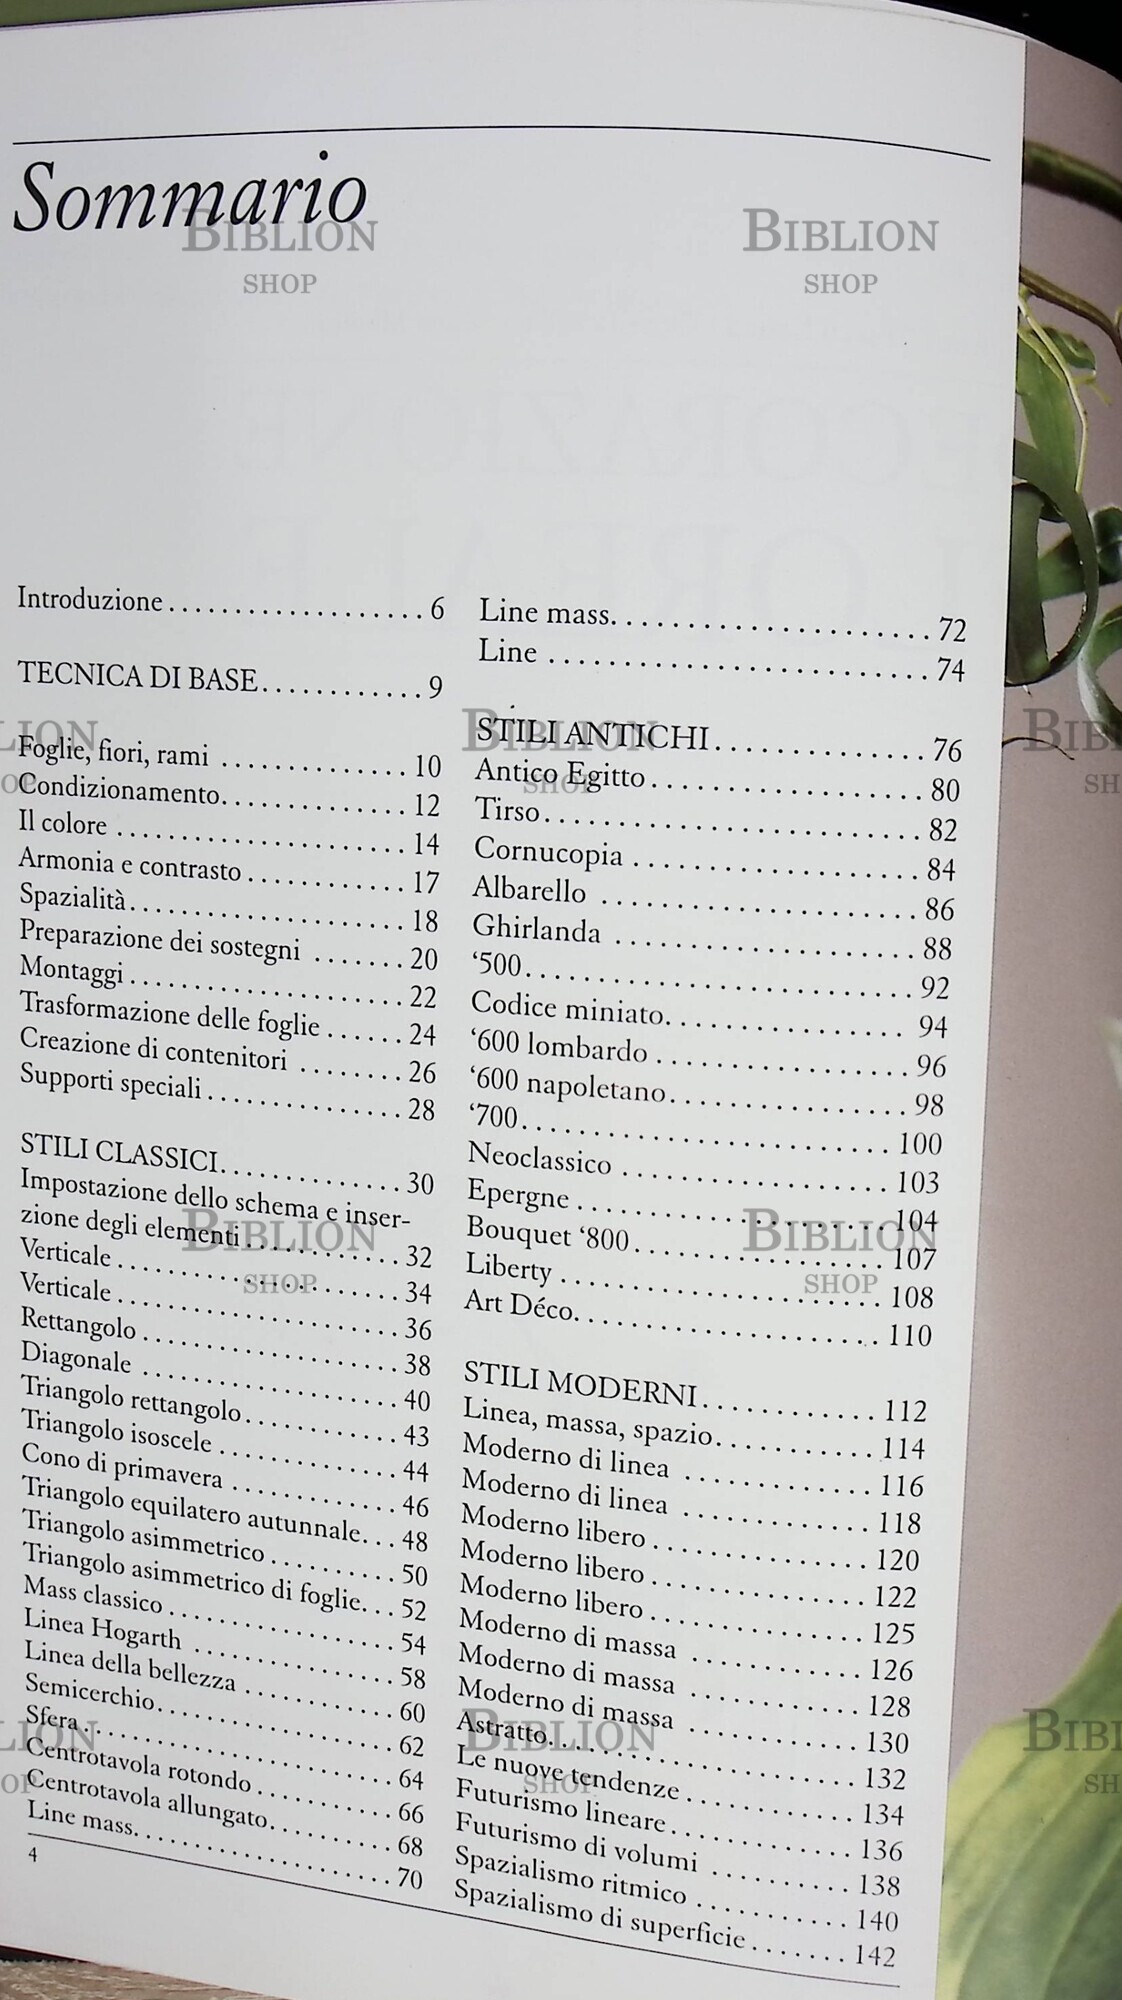 Sommario
Introduzione.................... 6
TECNICA DI BASE............ 9
Foglie, fiori, rami .............. 10
Condizionamento.............. 12
Il colore ...................... 14
Armonia e contrasto ............ 17
Spazialità..................... 18
Preparazione dei sostegni ....... 20
Montaggi..................... 22
Trasformazione delle foglie ...... 24
Creazione di contenitori ........ 26
Supporti speciali............... 28
STILI CLASSICI.............. 30
Impostazione dello schema e inser-
zione degli elementi............ 32
Verticale ...................... 34
Verticale ...................... 36
Rettangolo .................... 38
Diagonale .................... 40
Triangolo rettangolo............ 43
Triangolo isoscele .............. 44
Cono di primavera ............. 46
Triangolo equilatero autunnale... 48
Triangolo asimmetrico .......... 50
Triangolo asimmetrico di foglie... 52
Mass classico .................. 54
Linea Hogarth ................. 58
Linea della bellezza ............ 60
Semicerchio................... 62
Sfera......................... 64
Centrotavola rotondo ........... 66
Centrotavola allungato.......... 68
Line mass..................... 70
4
Line mass...................... 72
Line .......................... 74
STILI ANTICHI............... 76
Antico Egitto................... 80
Tirso.......................... 82
Cornucopia .................... 84
Albarello ...................... 86
Ghirlanda ..................... 88
‘500........................... 92
Codice miniato................. 94
‘600 lombardo .................. 96
‘600 napoletano................. 98
‘700.......................... 100
Neoclassico ................... 103
Epergne ...................... 104
Bouquet ‘800.................. 107
Liberty ....................... 108
Art Déco...................... 110
STILI MODERNI............. 112
Linea, massa, spazio............ 114
Moderno di linea .............. 116
Moderno di linea .............. 118
Moderno libero ................ 120
Moderno libero ................ 122
Moderno libero ................ 125
Moderno di massa ............. 126
Moderno di massa ............. 128
Moderno di massa ............. 130
Astratto....................... 132
Le nuove tendenze............. 134
Futurismo lineare.............. 136
Futurismo di volumi ........... 138
Spazialismo ritmico ............ 140
Spazialismo di superficie........ 142
BIBLION
SHOP
BIBLION
SHOP
BIBLION
SHOP
BIBLION
SHOP
BIBLION
SHOP
BIBLION
SHOP